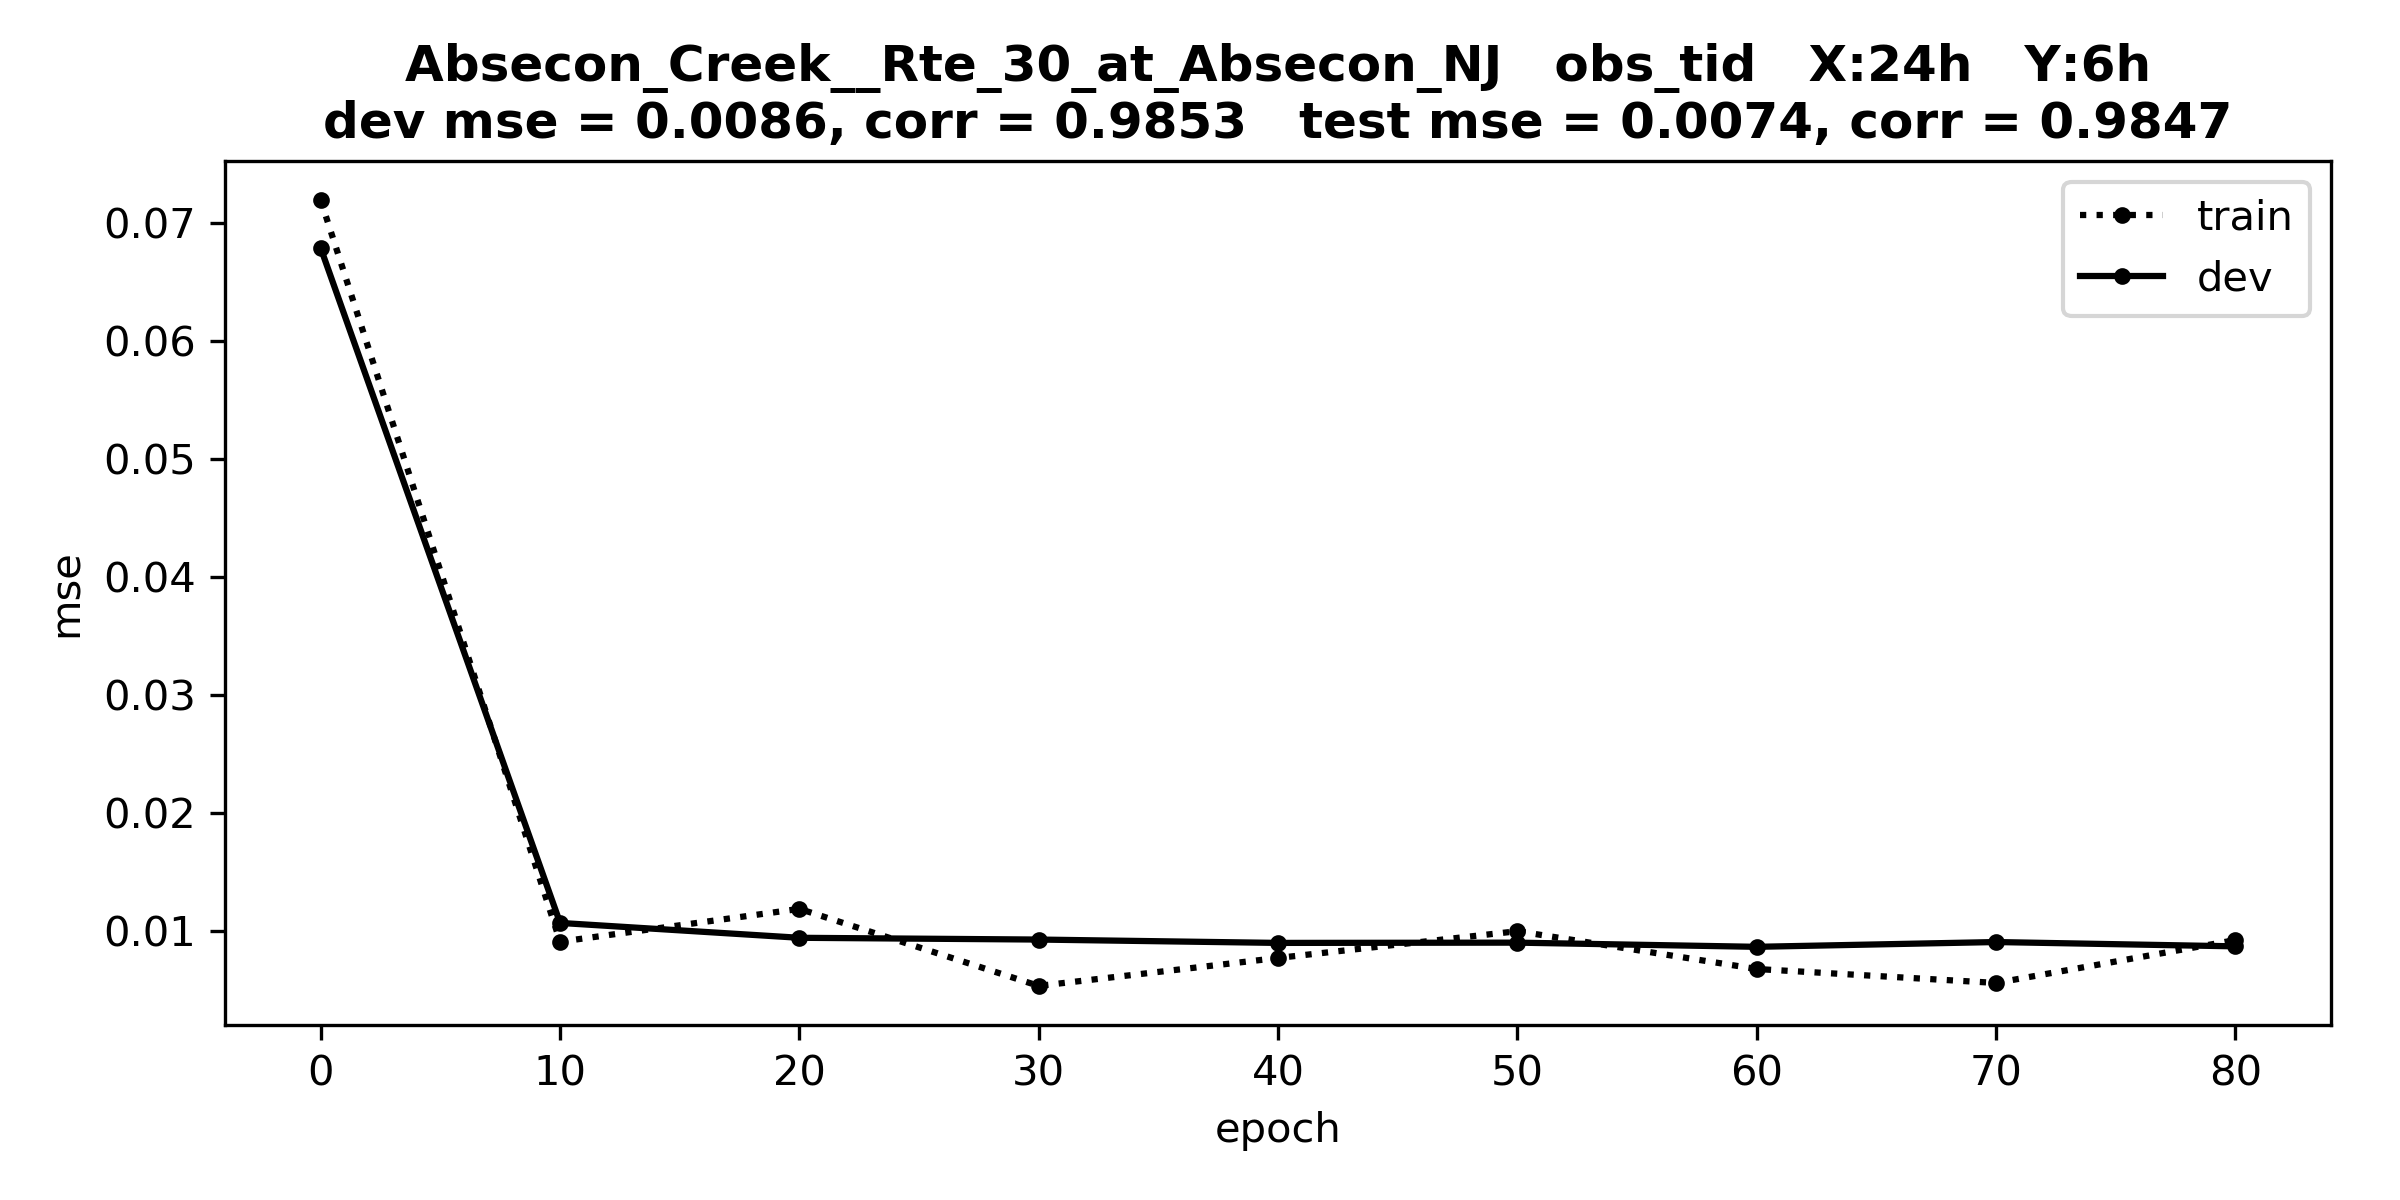 Absecon_Creek__Rte_30_at_Absecon_NJ   obs_tid   X:24h   Y:6h
dev mse = 0.0086, corr = 0.9853   test mse = 0.0074, corr = 0.9847
train
dev
0.07
0.06
0.05
0.04
0.03
0.02
0.01
mse
0 10 20 30 40 50 60 70 80
epoch